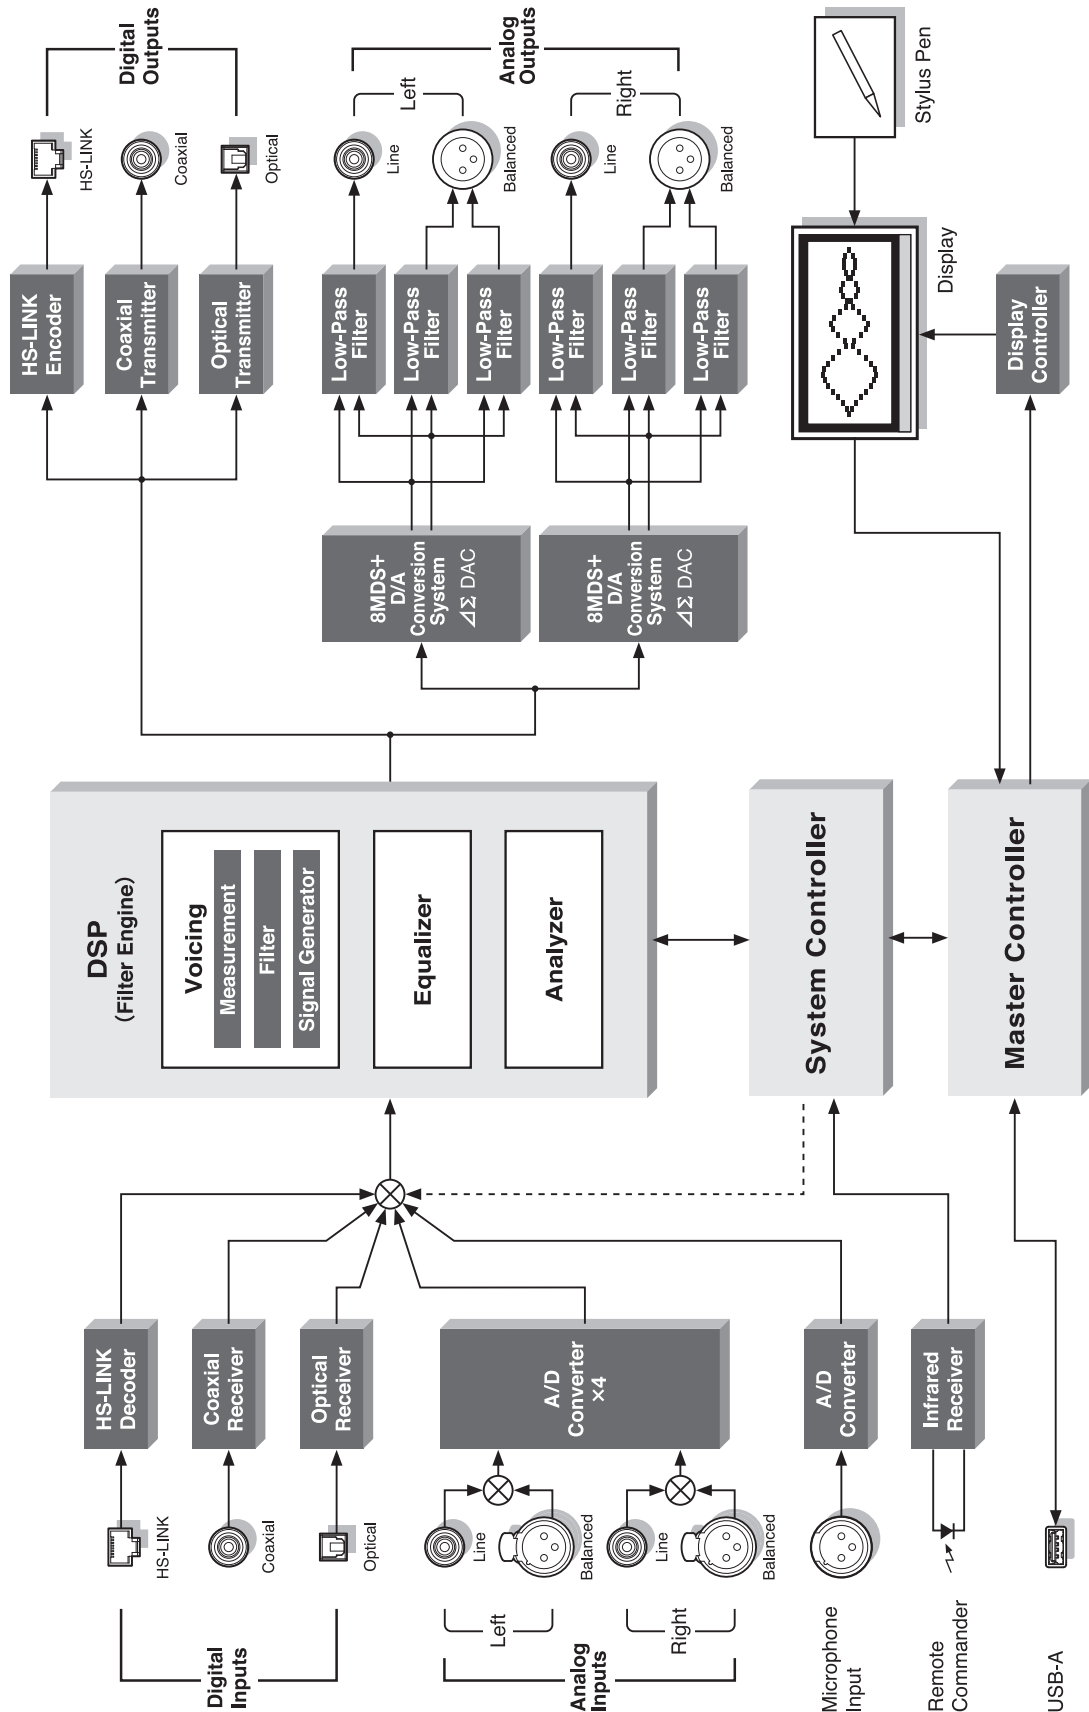 Digital
Inputs
HS-LINK
Coaxial
Optical
HS-LINK
Decoder
Coaxial
Receiver
Optical
Receiver
Analog
Inputs
Left
Line
Balanced
Right
Line
Balanced
A/D
Converter
×4
Microphone
Input
A/D
Converter
Remote
Commander
Infrared
Receiver
USB-A
DSP
(Filter Engine)
Voicing
Measurement
Filter
Signal Generator
Equalizer
Analyzer
System Controller
Master Controller
8MDS+
D/A
Conversion
System
ΔΣ DAC
8MDS+
D/A
Conversion
System
ΔΣ DAC
HS-LINK
Encoder
Coaxial
Transmitter
Optical
Transmitter
Low-Pass
Filter
Low-Pass
Filter
Low-Pass
Filter
Low-Pass
Filter
Low-Pass
Filter
Low-Pass
Filter
HS-LINK
Coaxial
Optical
Digital
Outputs
Line
Balanced
Left
Line
Balanced
Right
Analog
Outputs
Display
Display
Controller
Stylus Pen